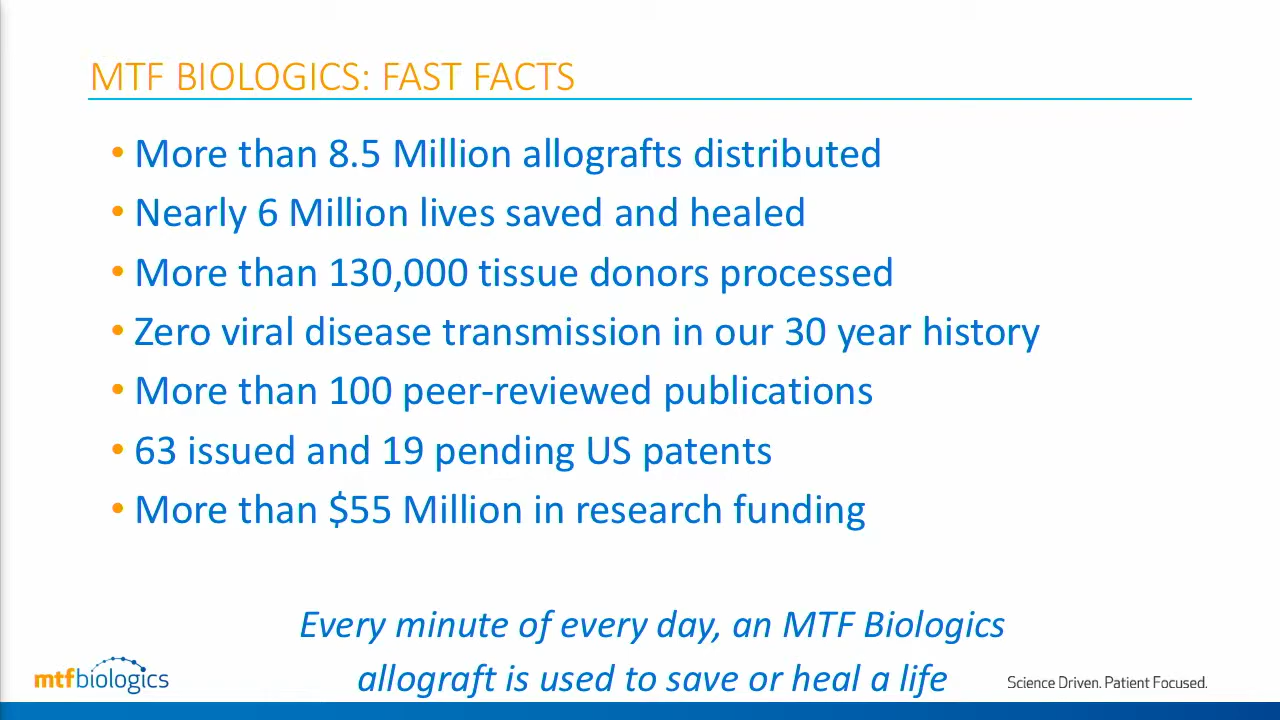 MTF BIOLOGICS: FAST FACTS
• More than 8.5 Million allografts distributed
• Nearly 6 Million lives saved and healed
• More than 130,000 tissue donors processed
• Zero viral disease transmission in our 30 year history
• More than 100 peer-reviewed publications
• 63 issued and 19 pending US patents
• More than $55 Million in research funding
Every minute of every day, an MTF Biologics
allograft is used to save or heal a life
mtfbiologics
Science Driven. Patient Focused.